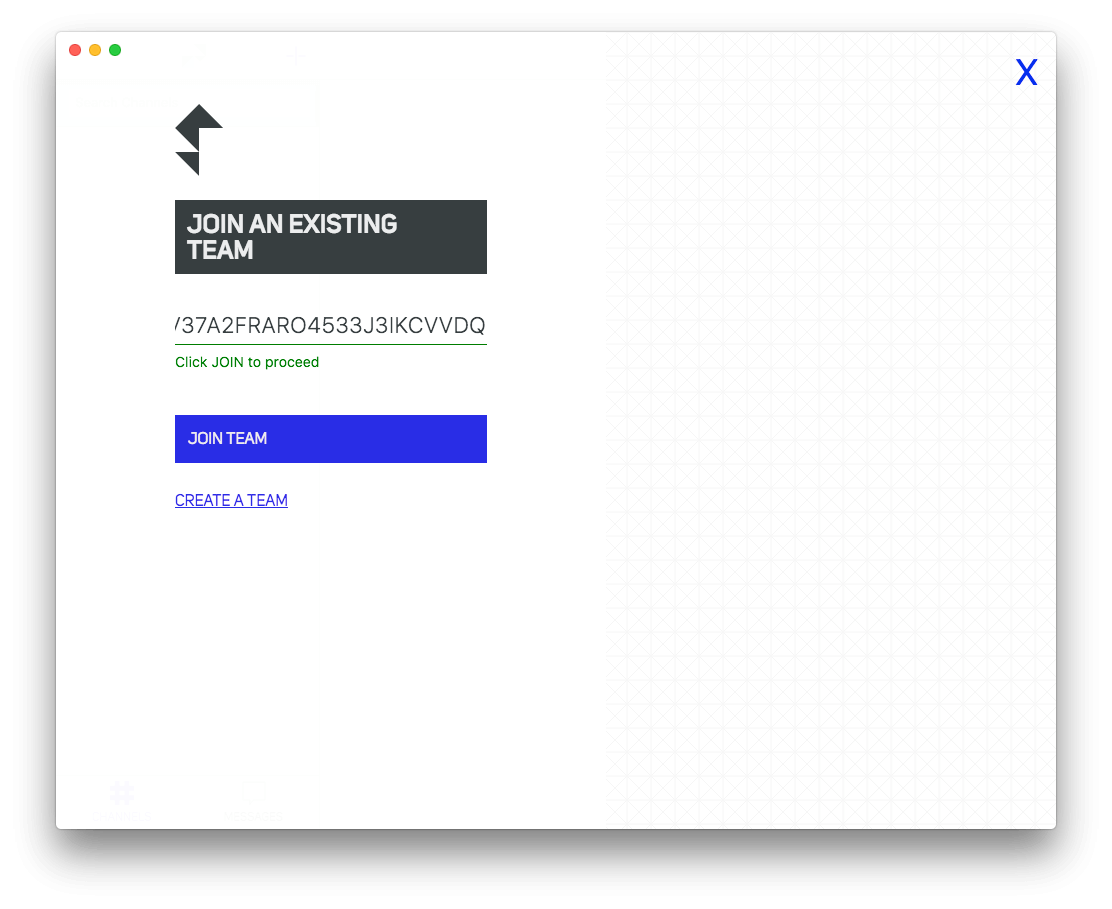 X
JOIN AN EXISTING
TEAM
37A2FRARO4533J3IKCVVDQ
Click JOIN to proceed
JOIN TEAM
CREATE A TEAM